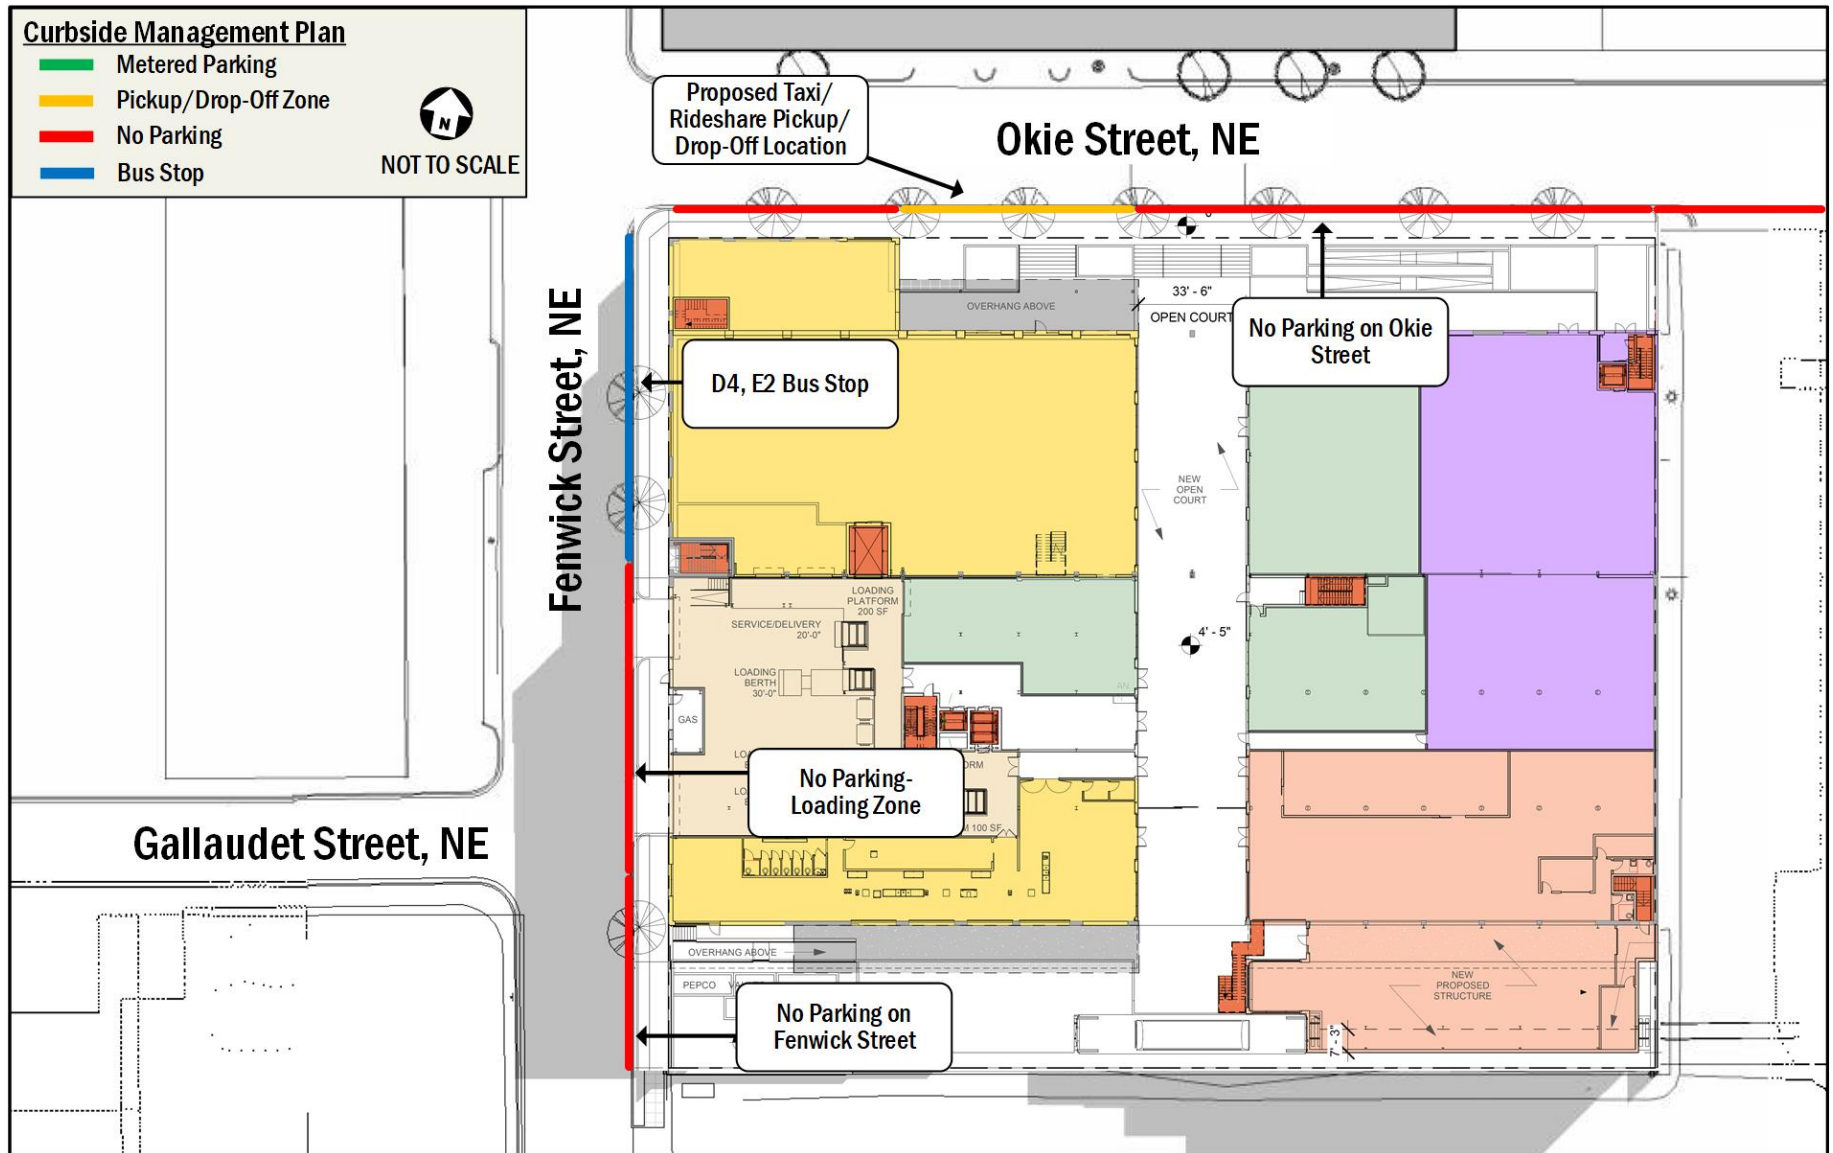 Curbside Management Plan
Metered Parking
Pickup/Drop-Off Zone
No Parking
Bus Stop
N
NOT TO SCALE
Proposed Taxi/
Rideshare Pickup/
Drop-Off Location
Okie Street, NE
OVERHANG ABOVE
33' - 6"
OPEN COURT
No Parking on Okie
Street
Fenwick Street, NE
D4, E2 Bus Stop
NEW
OPEN
COURT
LOADING
PLATFORM
200 SF
SERVICE/DELIVERY
20'-0"
4' - 5"
LOADING
BERTH
30'-0"
GAS
No Parking-
Loading Zone
100 SF
Gallaudet Street, NE
OVERHANG ABOVE
PEPCO
No Parking on
Fenwick Street
NEW
PROPOSED
STRUCTURE
7' - 3"